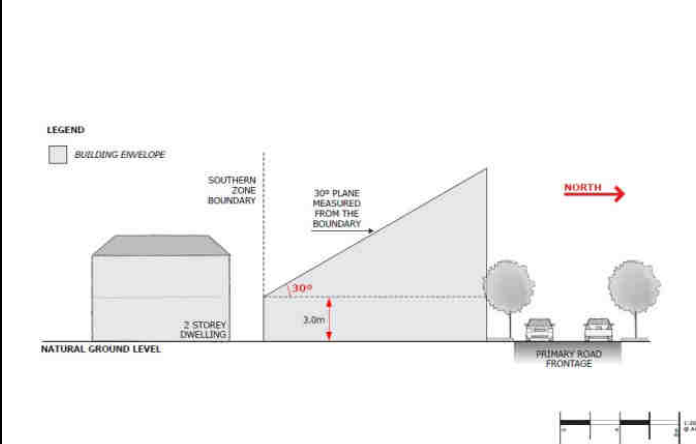 LEGEND
BUILDING ENVELOPE
SOUTHERN
ZONE
BOUNDARY
30º PLANE
MEASURED
FROM THE
BOUNDARY
NORTH
30º
3.0m
2 STOREY
DWELLING
NATURAL GROUND LEVEL
PRIMARY ROAD
FRONTAGE